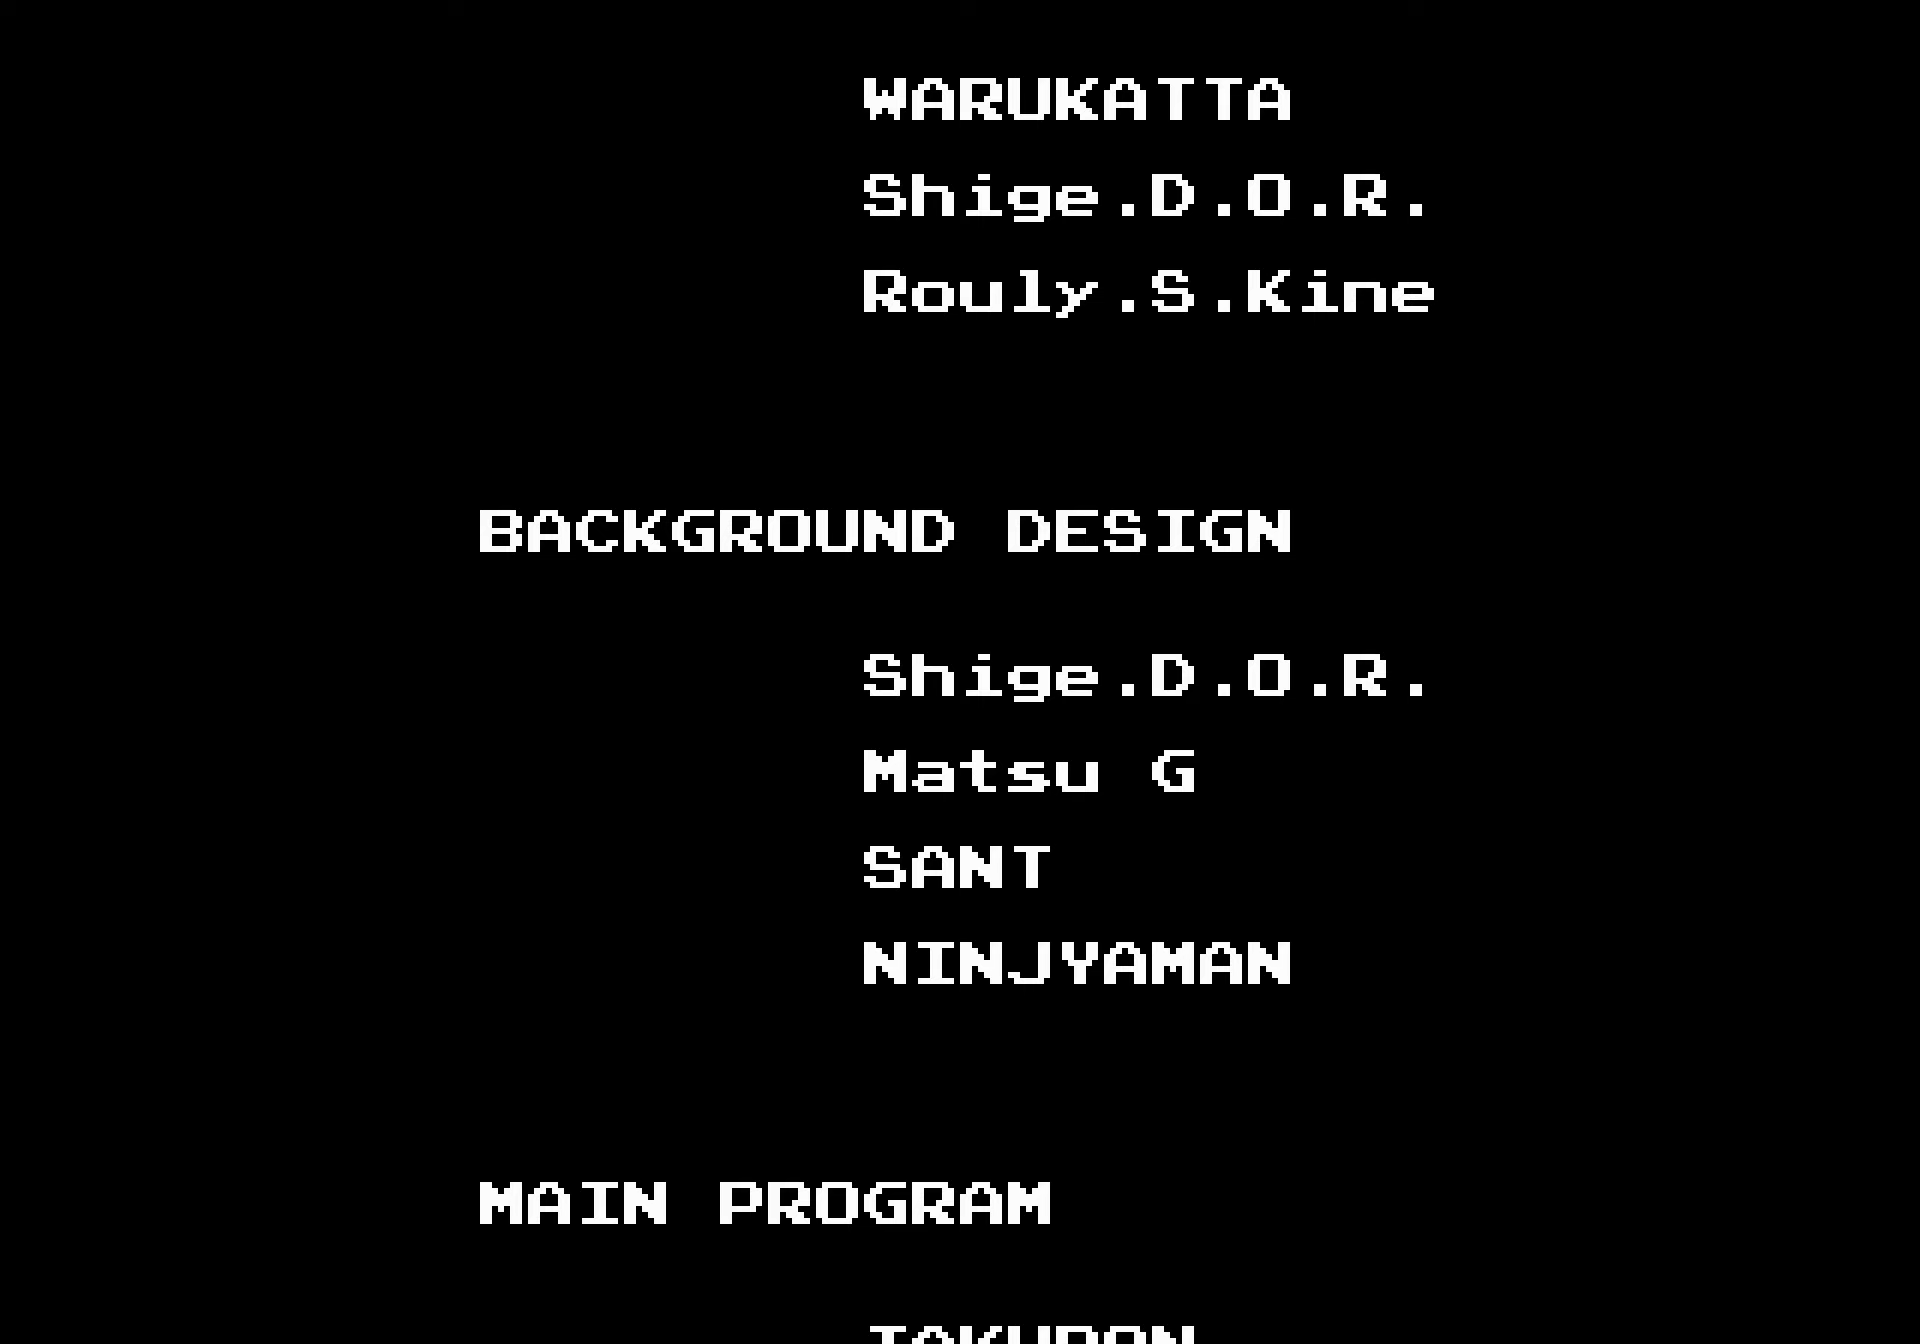 WARUKATTA
Shige.D.O.R.
Rouly.S.Kine
BACKGROUND DESIGN
Shige.D.O.R.
Matsu G
SANT
NINJYAMAN
MAIN PROGRAM